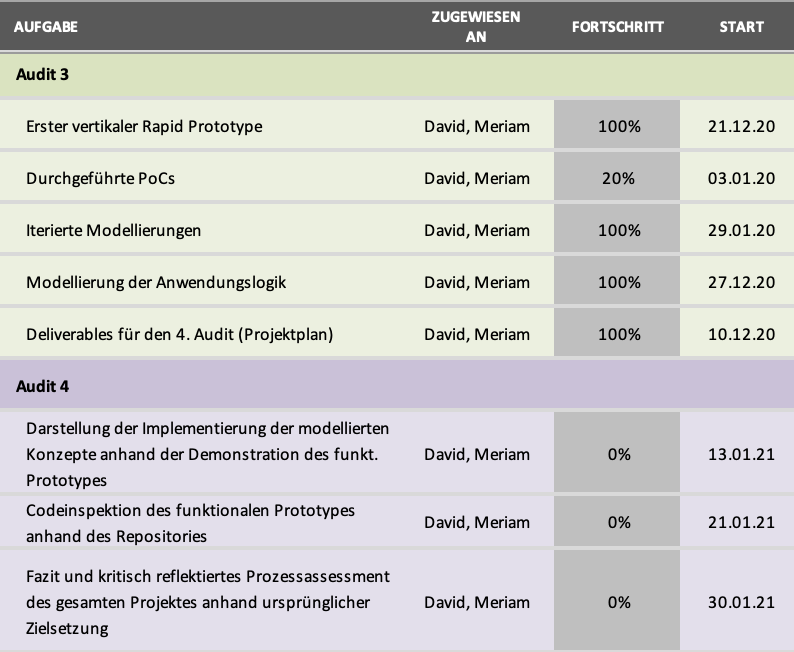 AUFGABE ZUGEWIESEN AN FORTSCHRITT START
Audit 3
Erster vertikaler Rapid Prototype David, Meriam 100% 21.12.20
Durchgeführte PoCs David, Meriam 20% 03.01.20
Iterierte Modellierungen David, Meriam 100% 29.01.20
Modellierung der Anwendungslogik David, Meriam 100% 27.12.20
Deliverables für den 4. Audit (Projektplan) David, Meriam 100% 10.12.20
Audit 4
Darstellung der Implementierung der modellierten
Konzepte anhand der Demonstration des funkt. David, Meriam 0% 13.01.21
Prototypes
Codeinspektion des funktionalen Prototypes
anhand des Repositories David, Meriam 0% 21.01.21
Fazit und kritisch reflektiertes Prozessassessment
des gesamten Projektes anhand ursprünglicher David, Meriam 0% 30.01.21
Zielsetzung